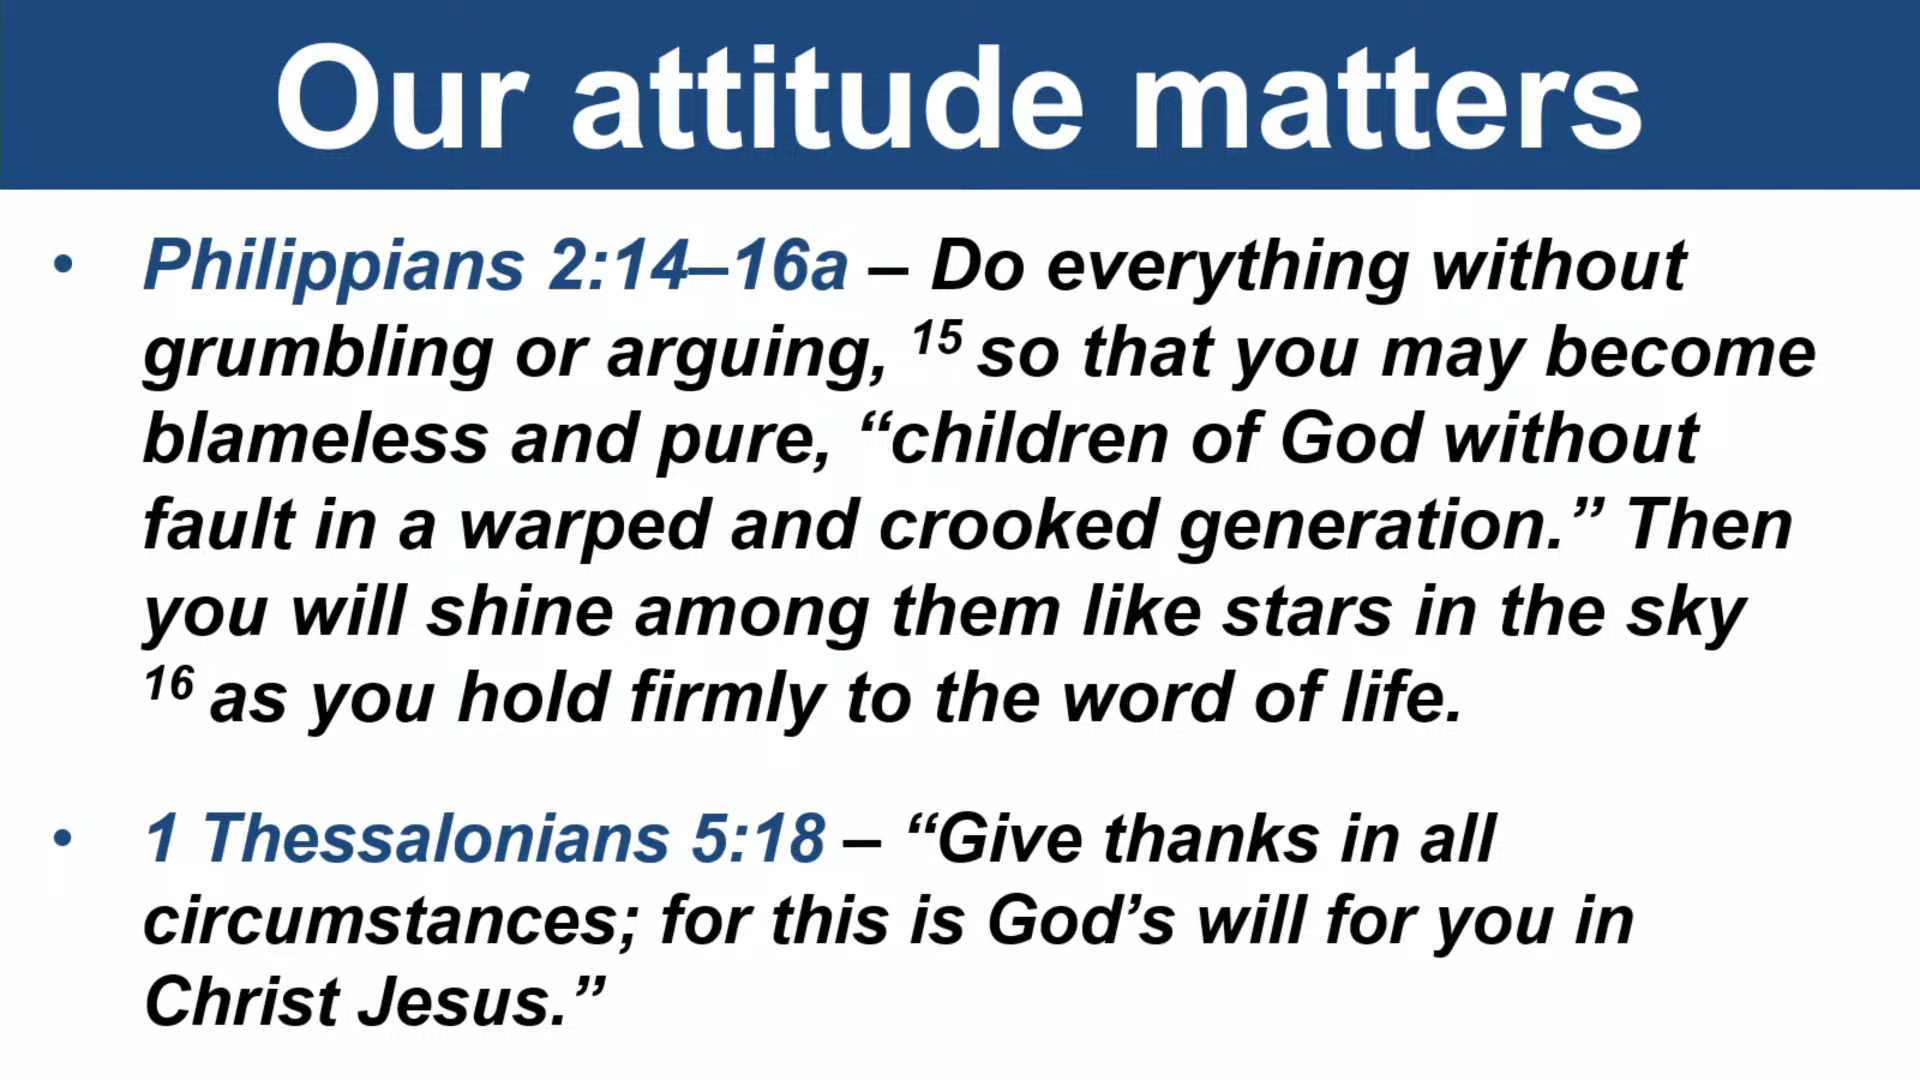 Our attitude matters
• Philippians 2:14–16a – Do everything without
grumbling or arguing, 15 so that you may become
blameless and pure, “children of God without
fault in a warped and crooked generation.” Then
you will shine among them like stars in the sky
16 as you hold firmly to the word of life.
• 1 Thessalonians 5:18 – “Give thanks in all
circumstances; for this is God’s will for you in
Christ Jesus.”